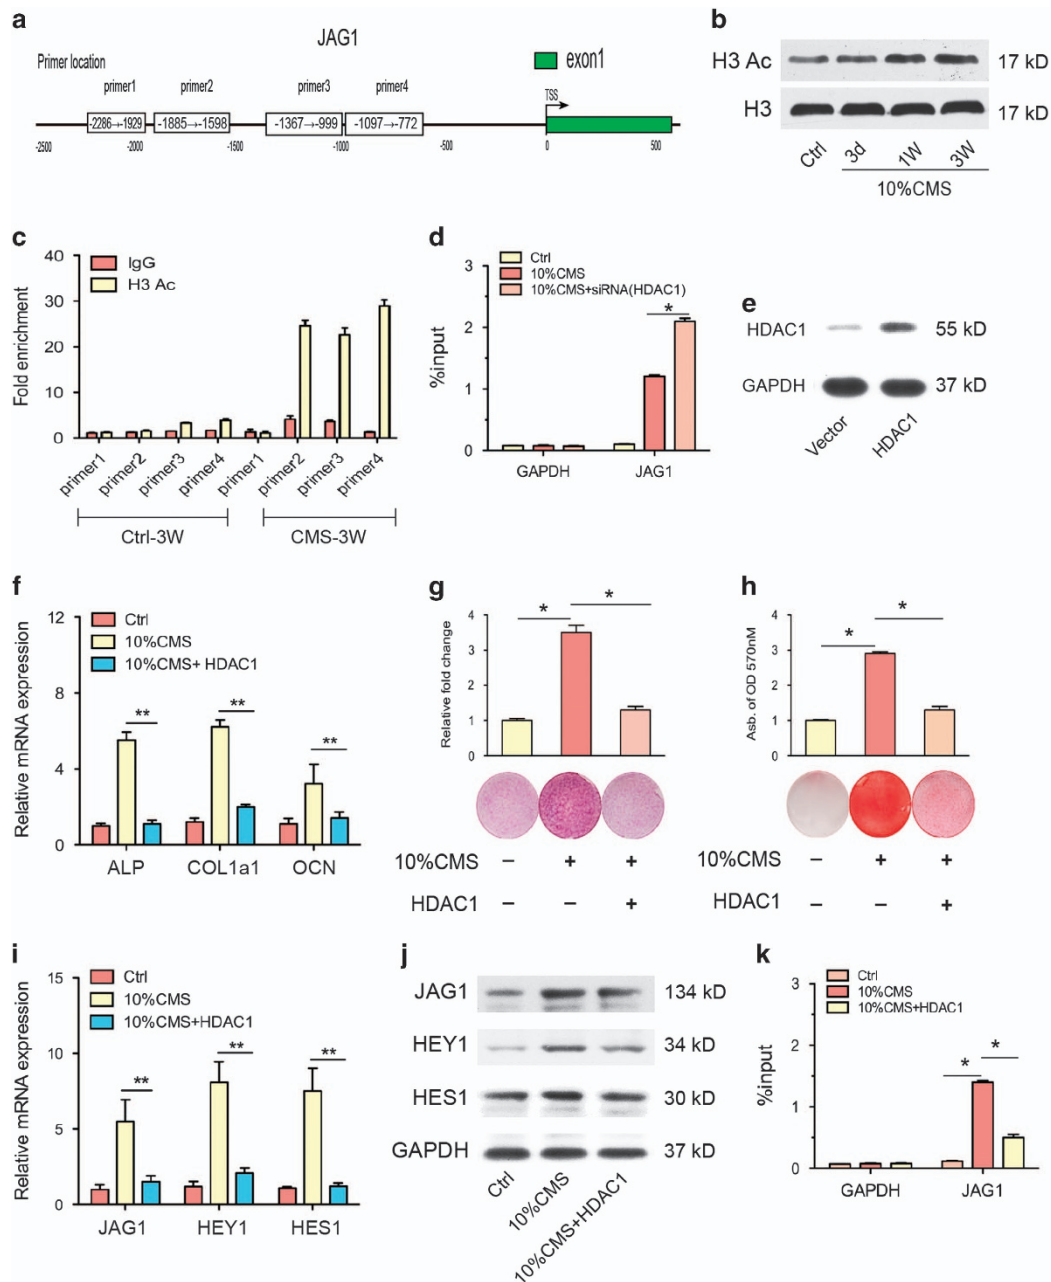 a
JAG1
Primer location
exon1
primer1 primer2 primer3 primer4
TSS
-2286→-1929 -1885→-1598 -1367→-999 -1097→-772
-2500 -2000 -1500 -1000 -500 0 500
b
H3 Ac 17 kD
H3 17 kD
Ctrl 3d 1W 3W
10%CMS
c
IgG
H3 Ac
Fold enrichment
40
30
20
10
0
primer1 primer2 primer3 primer4 primer1 primer2 primer3 primer4
Ctrl-3W CMS-3W
d
Ctrl
10%CMS
10%CMS+siRNA(HDAC1)
%input
3
2
1
0
*
GAPDH JAG1
e
HDAC1 55 kD
GAPDH 37 kD
Vector HDAC1
f
Ctrl
10%CMS
10%CMS+ HDAC1
Relative mRNA expression
12
8
4
0
** ** **
ALP COL1a1 OCN
g
Relative fold change
4
3
2
1
0
* *
10%CMS – + +
HDAC1 – – +
h
Asb. of OD 570nM
4
3
2
1
0
* *
10%CMS – + +
HDAC1 – – +
i
Ctrl
10%CMS
10%CMS+HDAC1
Relative mRNA expression
15
10
5
0
** ** **
JAG1 HEY1 HES1
j
JAG1 134 kD
HEY1 34 kD
HES1 30 kD
GAPDH 37 kD
Ctrl 10%CMS 10%CMS+HDAC1
k
Ctrl
10%CMS
10%CMS+HDAC1
%input
3
2
1
0
* *
GAPDH JAG1